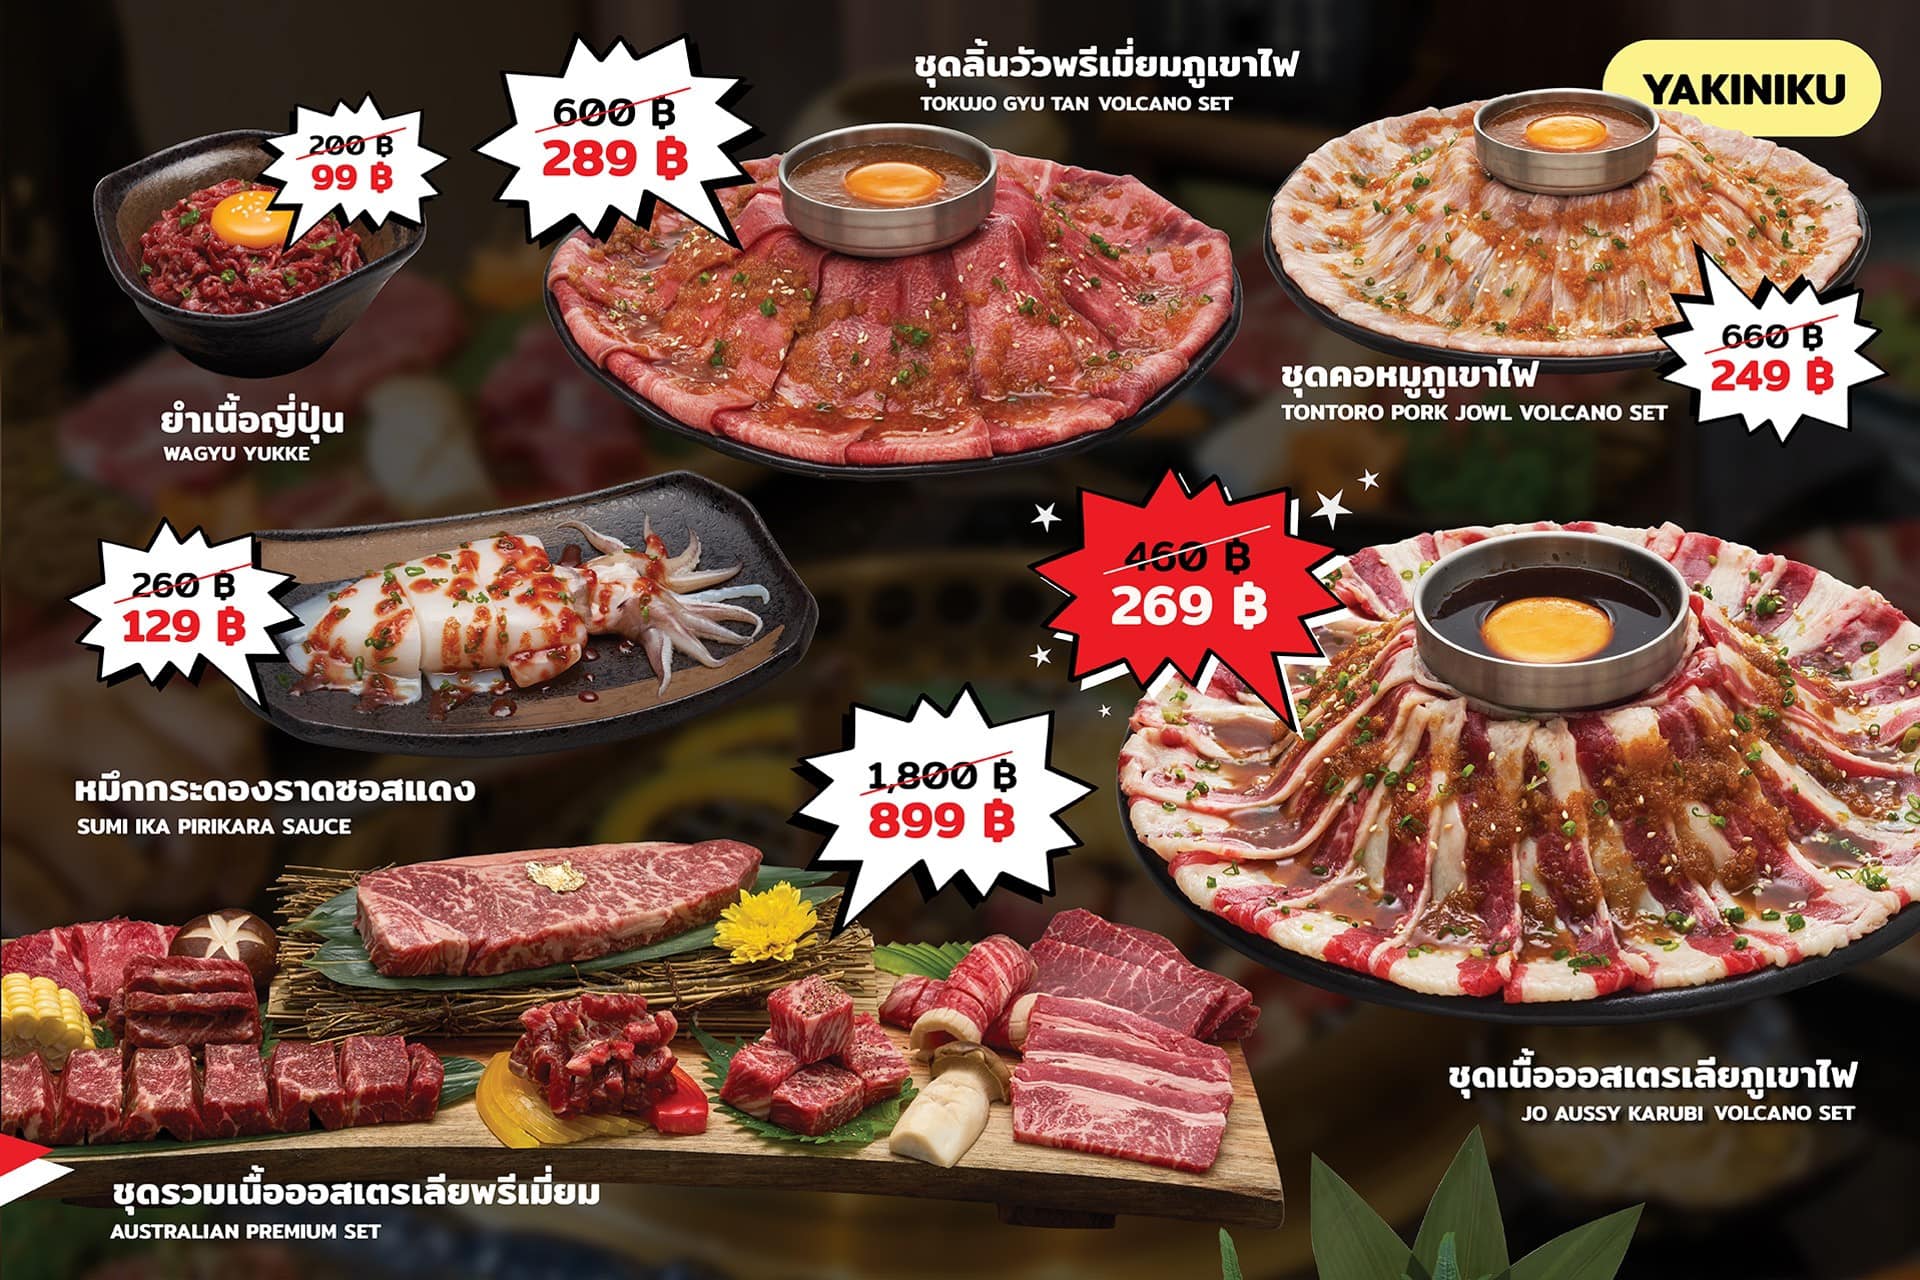 YAKINIKU
200 ฿
99 ฿
ยำเนื้อญี่ปุ่น
WAGYU YUKKE
600 ฿
289 ฿
ชุดลิ้นวัวพรีเมี่ยมภูเขาไฟ
TOKUJO GYU TAN VOLCANO SET
660 ฿
249 ฿
ชุดคอหมูภูเขาไฟ
TONTORO PORK JOWL VOLCANO SET
260 ฿
129 ฿
หมึกกระดองราดซอสแดง
SUMI IKA PIRIKARA SAUCE
460 ฿
269 ฿
ชุดเนื้อออสเตรเลียภูเขาไฟ
JO AUSSY KARUBI VOLCANO SET
1,800 ฿
899 ฿
ชุดรวมเนื้อออสเตรเลียพรีเมี่ยม
AUSTRALIAN PREMIUM SET